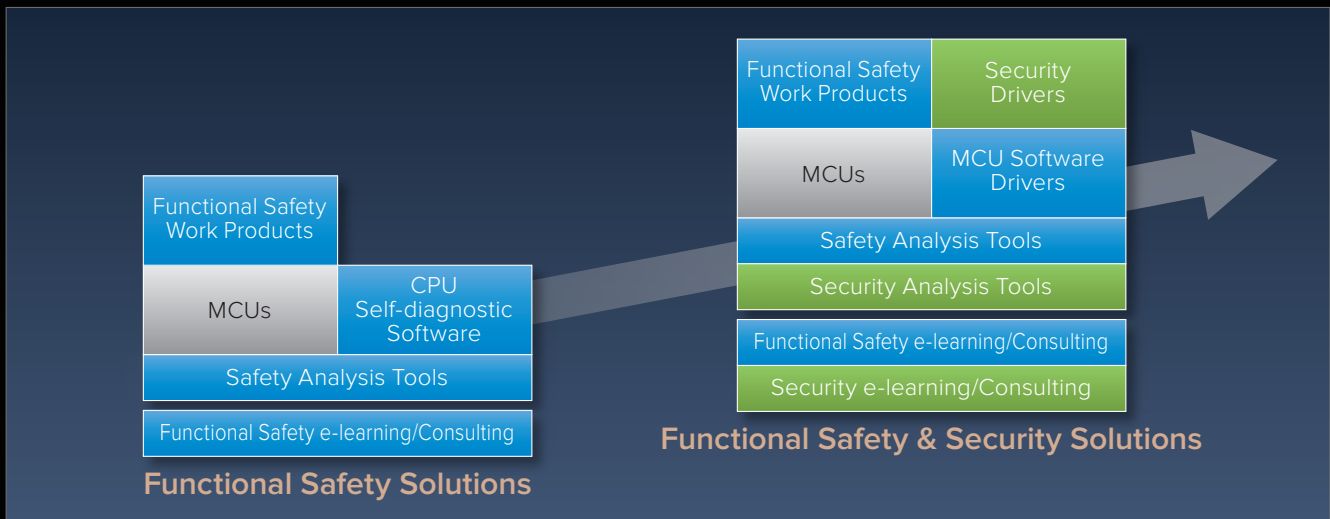 Functional Safety
Work Products
MCUs
CPU
Self-diagnostic
Software
Safety Analysis Tools
Functional Safety e-learning/Consulting
Functional Safety Solutions
Functional Safety
Work Products
Security
Drivers
MCUs
MCU Software
Drivers
Safety Analysis Tools
Security Analysis Tools
Functional Safety e-learning/Consulting
Security e-learning/Consulting
Functional Safety & Security Solutions